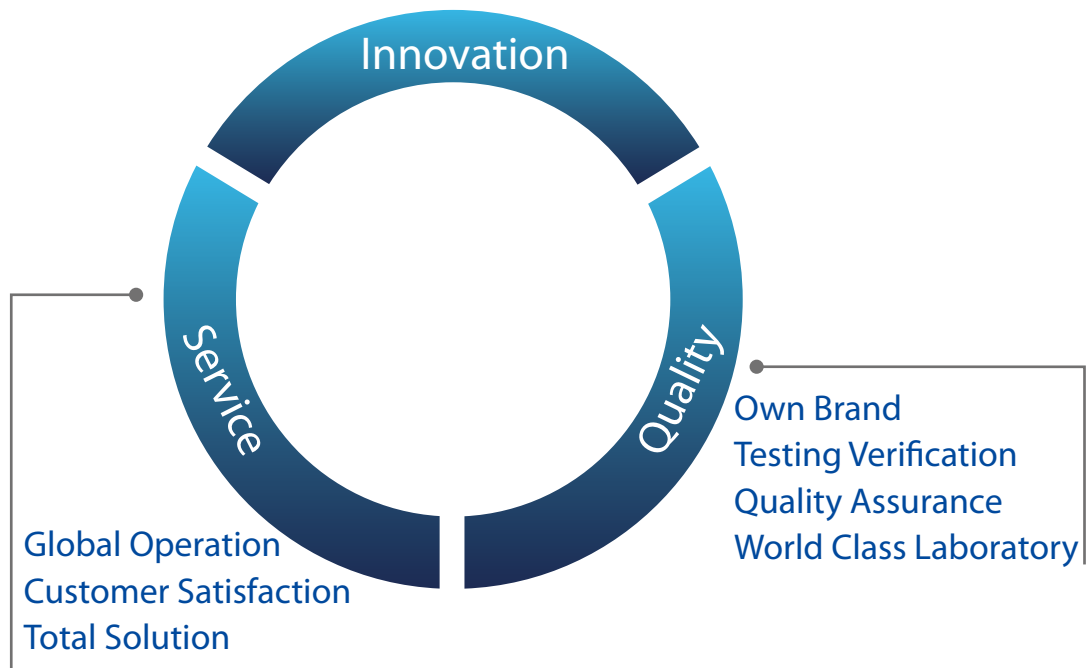 Innovation
Service
Quality
Own Brand
Testing Verification
Quality Assurance
World Class Laboratory
Global Operation
Customer Satisfaction
Total Solution